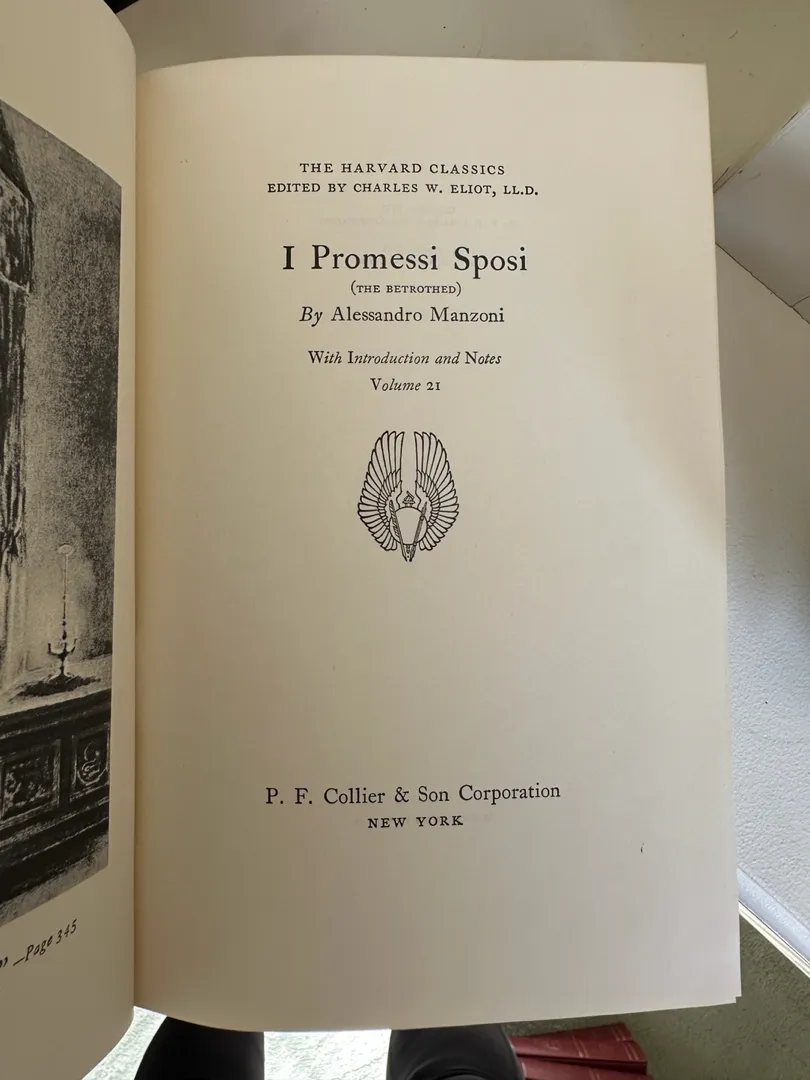 THE HARVARD CLASSICS
EDITED BY CHARLES W. ELIOT, LL.D.
I Promessi Sposi
(THE BETROTHED)
By Alessandro Manzoni
With Introduction and Notes
Volume 21
P. F. Collier & Son Corporation
NEW YORK
—Page 345